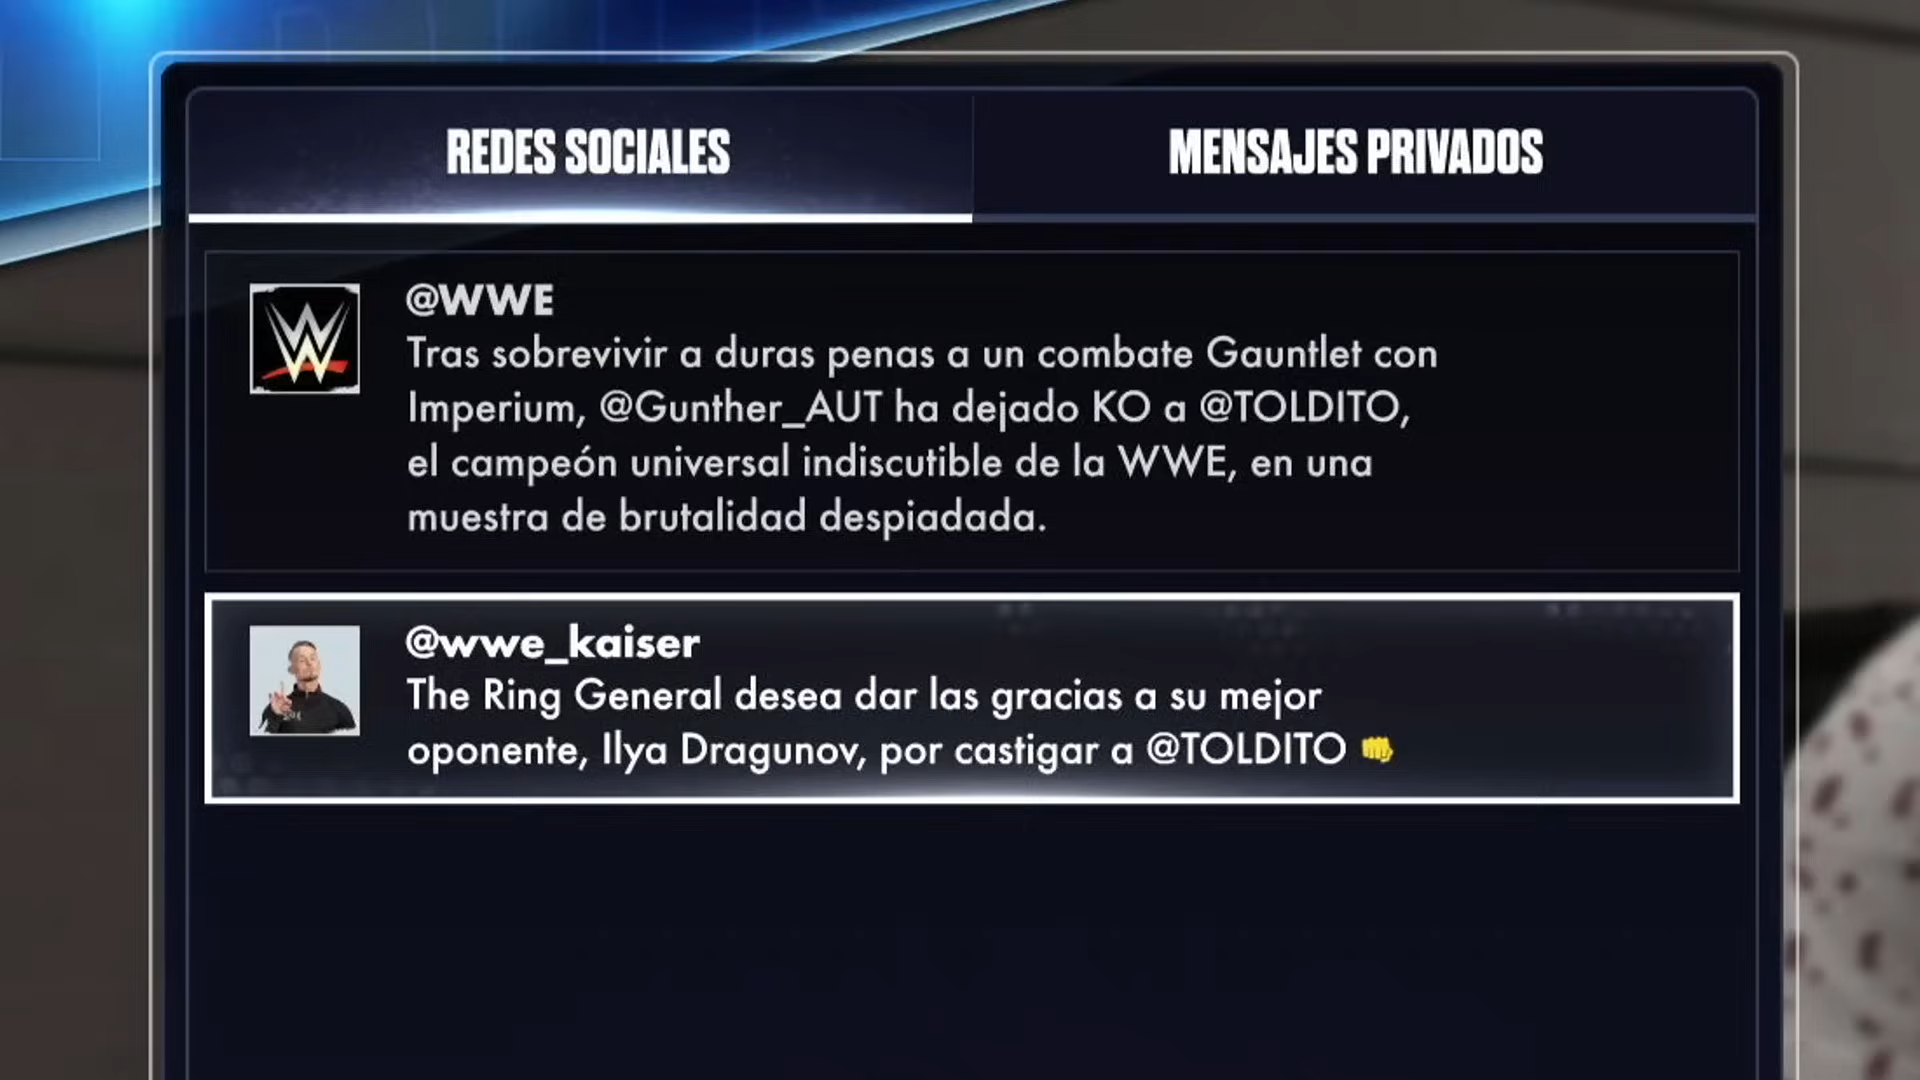 REDES SOCIALES
MENSAJES PRIVADOS
@WWE
Tras sobrevivir a duras penas a un combate Gauntlet con
Imperium, @Gunther_AUT ha dejado KO a @TOLDITO,
el campeón universal indiscutible de la WWE, en una
muestra de brutalidad despiadada.
@wwe_kaiser
The Ring General desea dar las gracias a su mejor
oponente, Ilya Dragunov, por castigar a @TOLDITO 👊